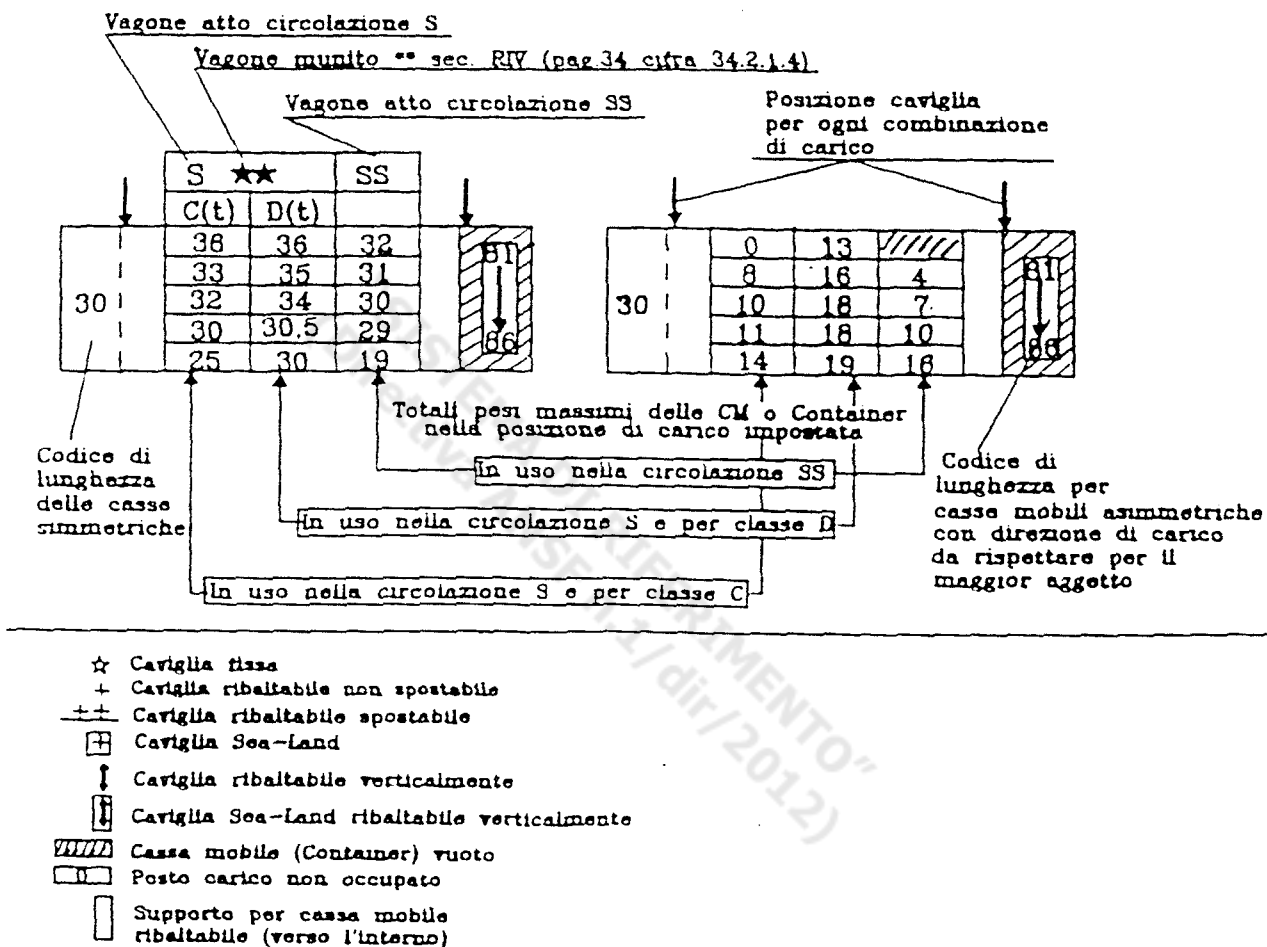 Vagone atto circolazione S
Vagone munito ** sec. RIV (pag.34 cifra 34.2.1.4)
Vagone atto circolazione SS
Posizione caviglia
per ogni combinazione
di carico
S ★★ SS
C(t) D(t)
30
36 36 32
33 35 31
32 34 30
30 30.5 29
25 30 19
81
86
30
0 13
8 16 4
10 18 7
11 18 10
14 19 16
81
86
Totali pesi massimi delle CM o Container
nella posizione di carico impostata
In uso nella circolazione SS
In uso nella circolazione S e per classe D
In uso nella circolazione S e per classe C
Codice di
lunghezza
delle casse
simmetriche
Codice di
lunghezza per
casse mobili asimmetriche
con direzione di carico
da rispettare per il
maggior aggetto
☆ Caviglia fissa
+ Caviglia ribaltabile non spostabile
++ Caviglia ribaltabile spostabile
Caviglia Sea-Land
Caviglia ribaltabile verticalmente
Caviglia Sea-Land ribaltabile verticalmente
Cassa mobile (Container) vuoto
0 Posto carico non occupato
Supporto per cassa mobile
ribaltabile (verso l'interno)
DI RIFERIMENTO"
1/dir/2012)